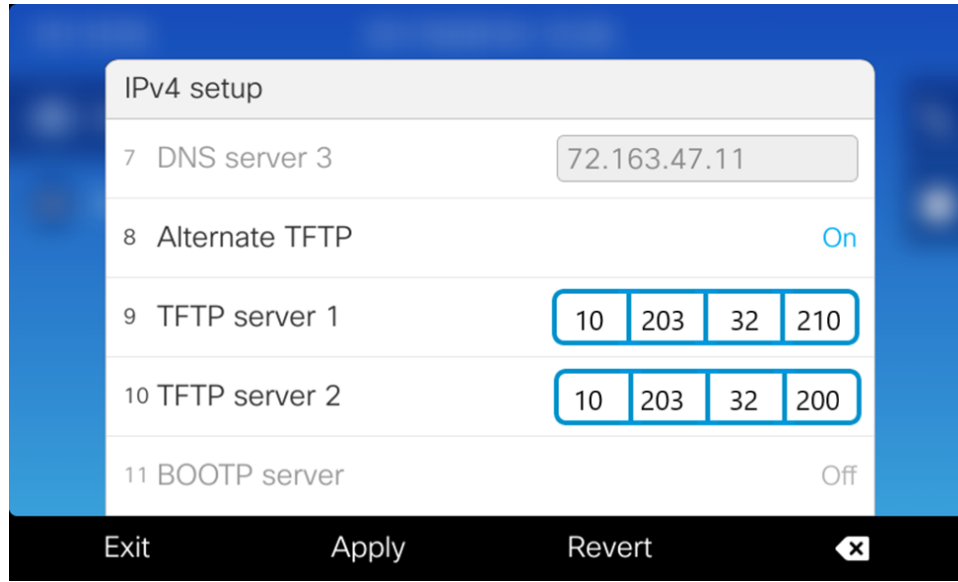 IPv4 setup
7 DNS server 3 72.163.47.11
8 Alternate TFTP On
9 TFTP server 1 10 203 32 210
10 TFTP server 2 10 203 32 200
11 BOOTP server Off
Exit Apply Revert